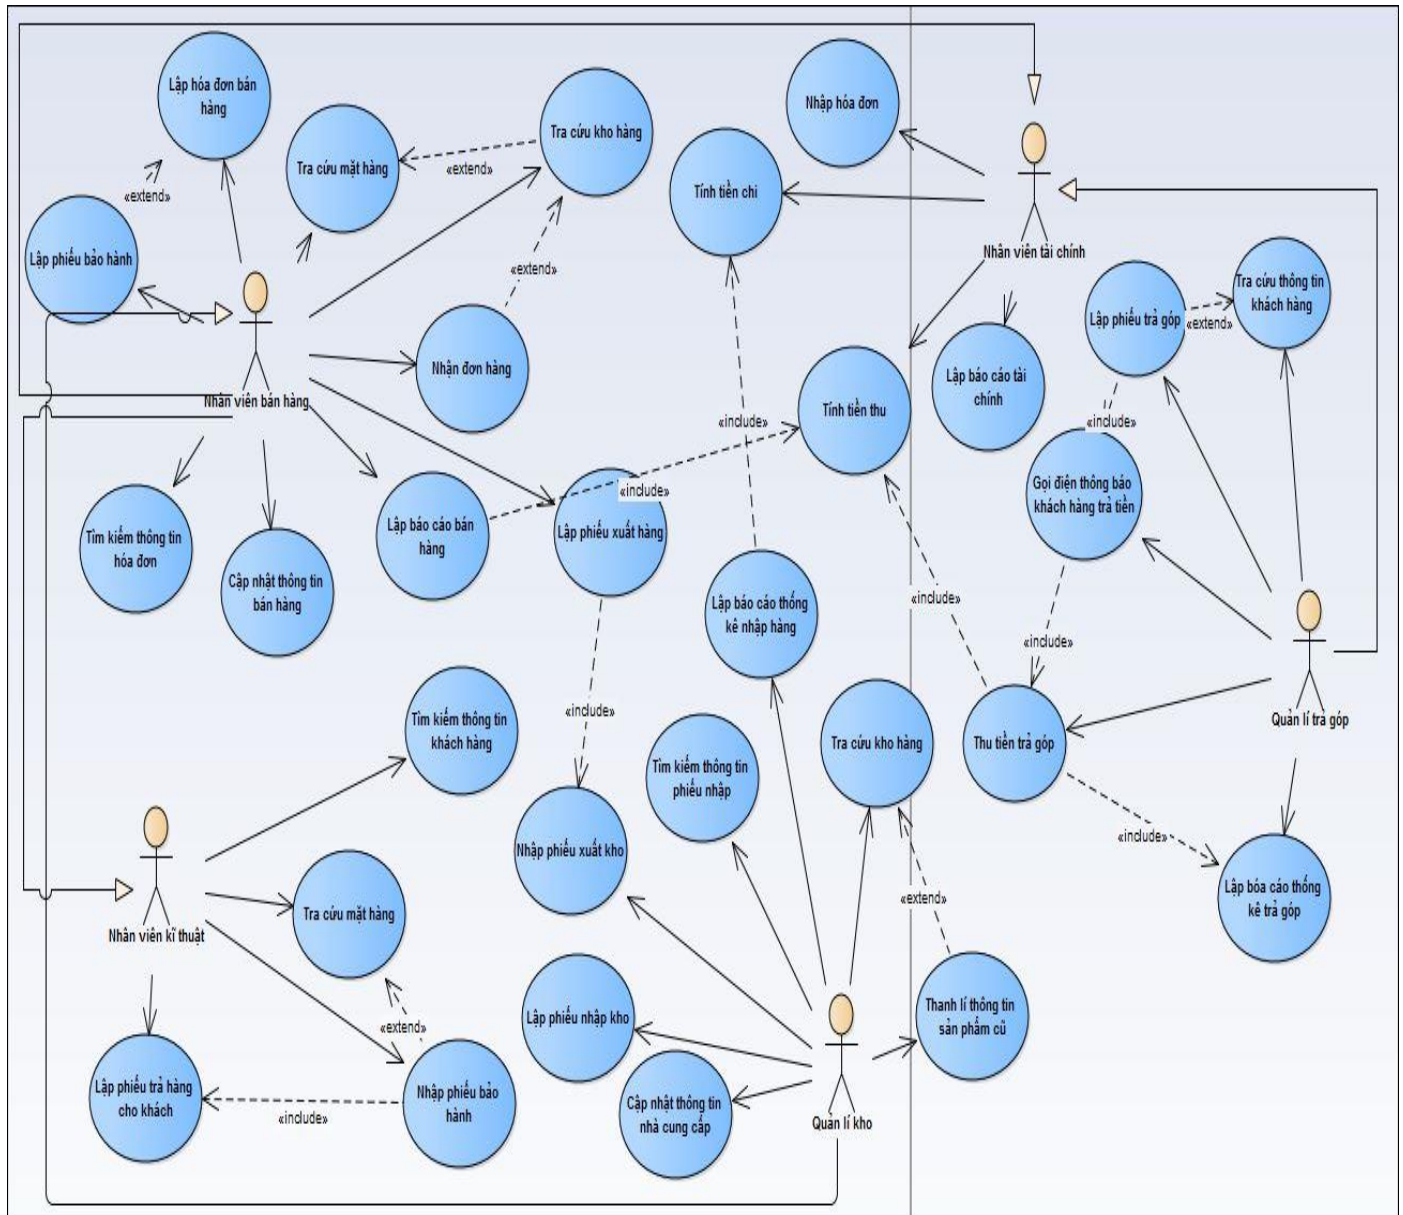 Lập hóa đơn bán
hàng
Tra cứu mặt hàng
Tra cứu kho hàng
Nhập hóa đơn
«extend»
Tính tiền chi
«extend»
Lập phiếu bảo hành
«extend»
Nhân viên tài chính
Lập phiếu trả góp
«extend»
Tra cứu thông tin
khách hàng
Nhận đơn hàng
Nhân viên bán hàng
Tính tiền thu
Lập báo cáo tài
chính
«include»
«include»
«include»
Tìm kiếm thông tin
hóa đơn
Cập nhật thông tin
bán hàng
Lập báo cáo bán
hàng
Lập phiếu xuất hàng
Gọi điện thông báo
khách hàng trả tiền
Lập báo cáo thống
kê nhập hàng
«include»
«include»
«include»
Tìm kiếm thông tin
khách hàng
Tìm kiếm thông tin
phiếu nhập
Tra cứu kho hàng
Thu tiền trả góp
Quản lí trả góp
Nhập phiếu xuất kho
«include»
«extend»
Lập bóa cáo thống
kê trả góp
Nhân viên kĩ thuật
Tra cứu mặt hàng
«extend»
Lập phiếu nhập kho
Thanh lí thông tin
sản phẩm cũ
Lập phiếu trả hàng
cho khách
«include»
Nhập phiếu bảo
hành
Cập nhật thông tin
nhà cung cấp
Quản lí kho